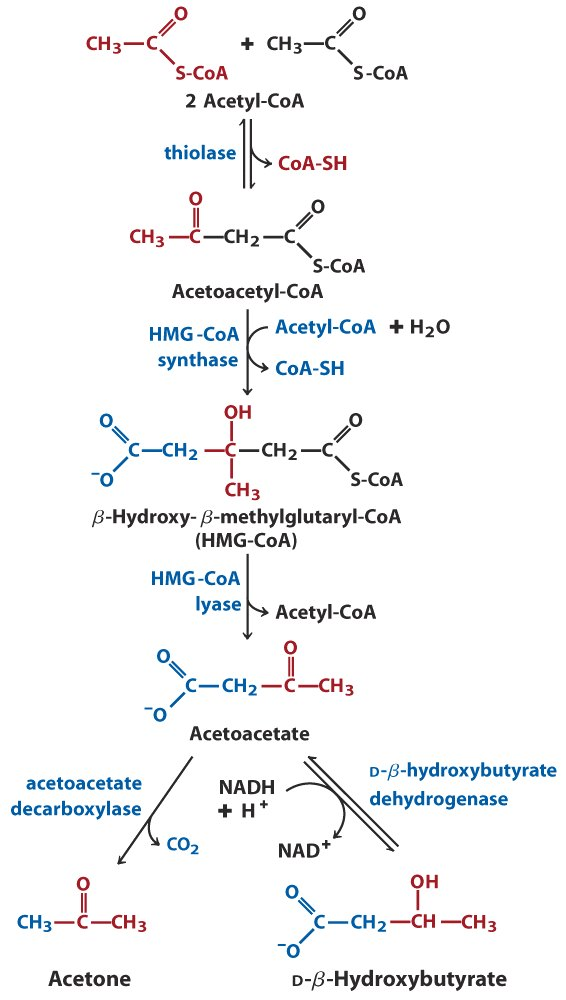 O O
CH3—C + CH3—C
S-CoA S-CoA
2 Acetyl-CoA
thiolase
CoA-SH
O
O
CH3—C—CH2—C
S-CoA
Acetoacetyl-CoA
HMG-CoA
synthase
Acetyl-CoA + H2O
CoA-SH
OH
O O
C—CH2—C—CH2—C
⁻O S-CoA
CH3
β-Hydroxy-β-methylglutaryl-CoA
(HMG-CoA)
HMG-CoA
lyase
Acetyl-CoA
O O
C—CH2—C—CH3
⁻O
Acetoacetate
acetoacetate
decarboxylase
CO2
NADH
+ H⁺
NAD⁺
D-β-hydroxybutyrate
dehydrogenase
O
CH3—C—CH3
Acetone
OH
O
C—CH2—CH—CH3
⁻O
D-β-Hydroxybutyrate